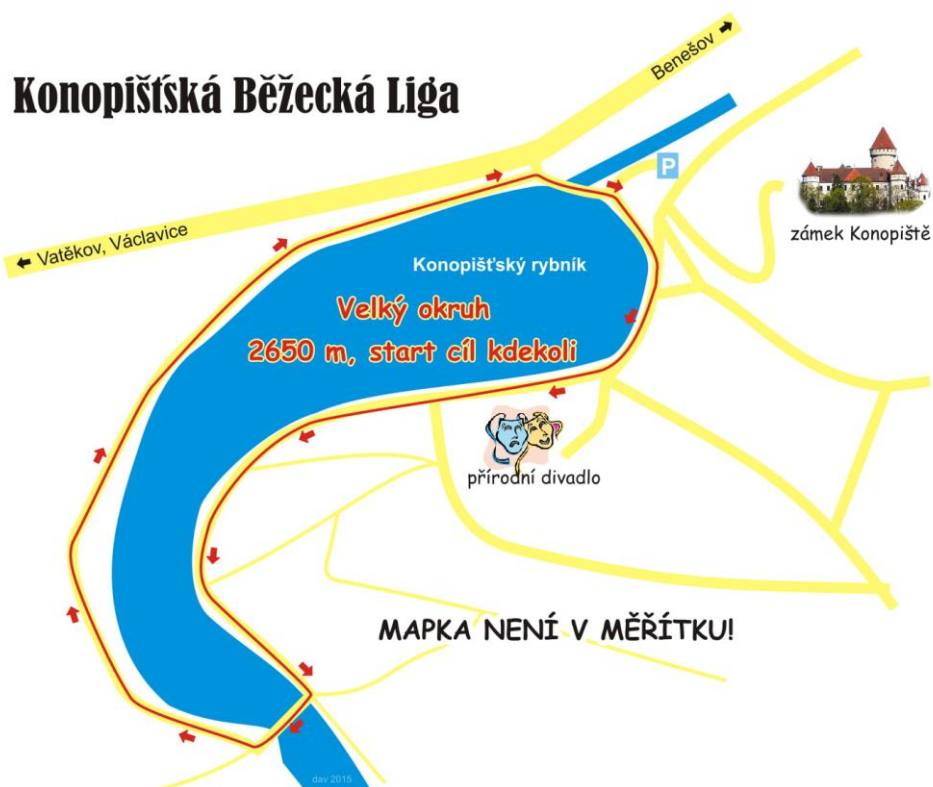 Konopišťská Běžecká Liga
Benešov
P
Vatěkov, Václavice
zámek Konopiště
Konopišťský rybník
Velký okruh
2650 m, start cíl kdekoli
přírodní divadlo
MAPKA NENÍ V MĚŘÍTKU!
dav 2015